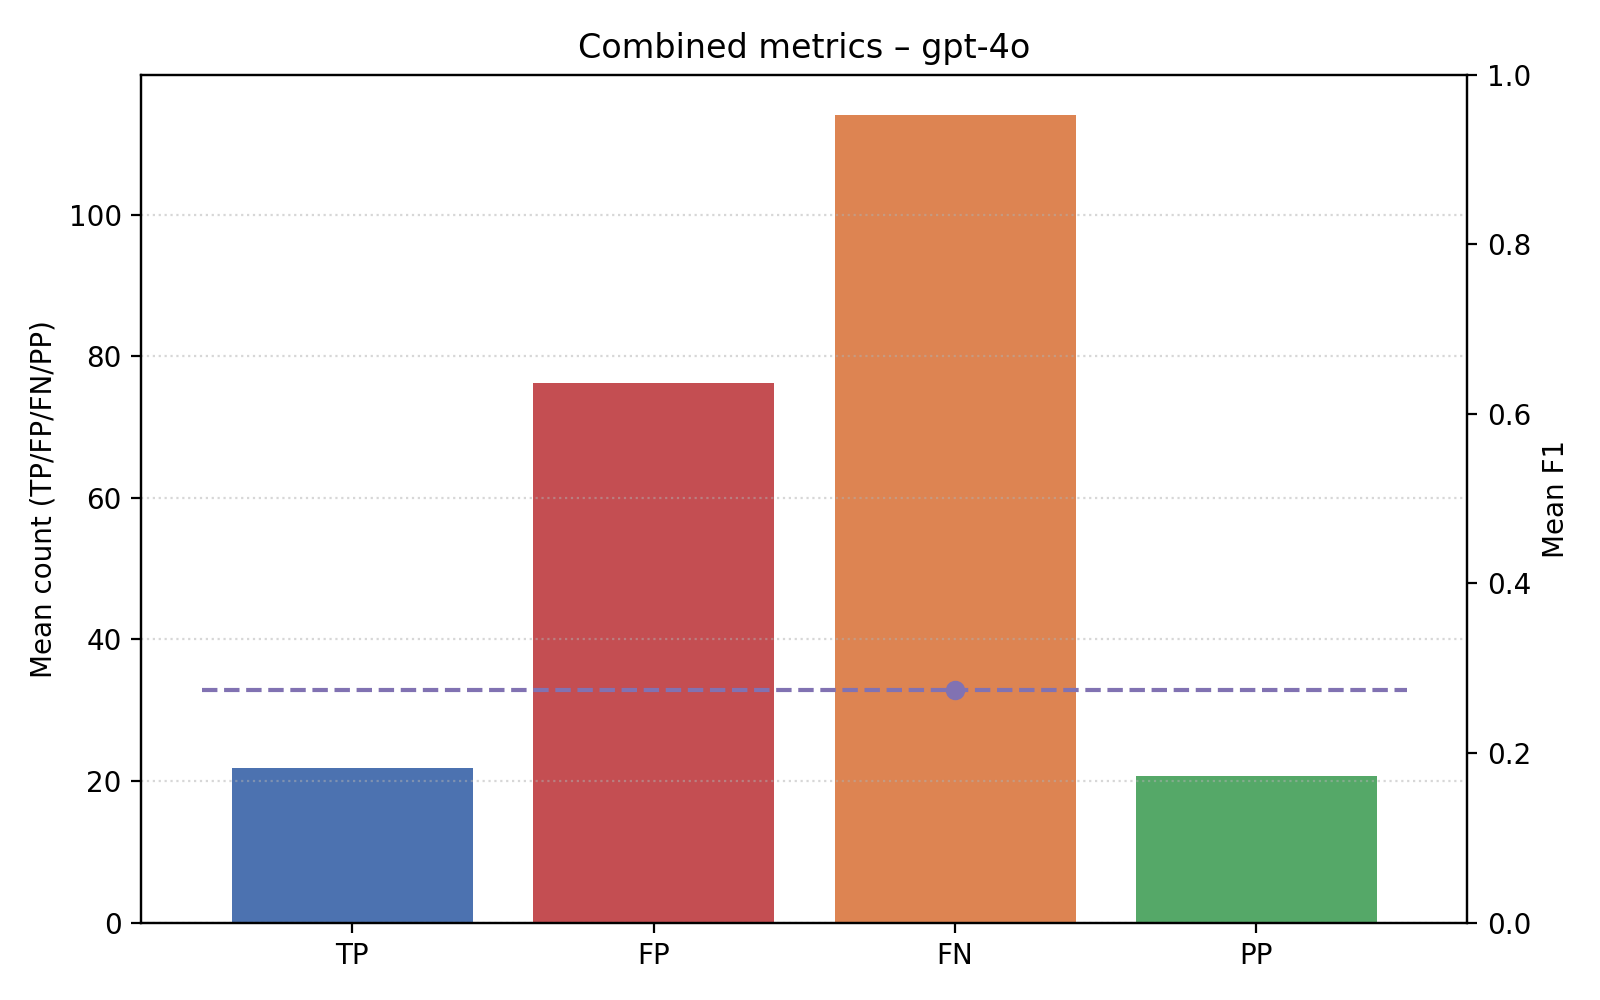 Combined metrics – gpt-4o
Mean count (TP/FP/FN/PP)
100
80
60
40
20
0
TP
FP
FN
PP
1.0
0.8
0.6
0.4
0.2
0.0
Mean F1